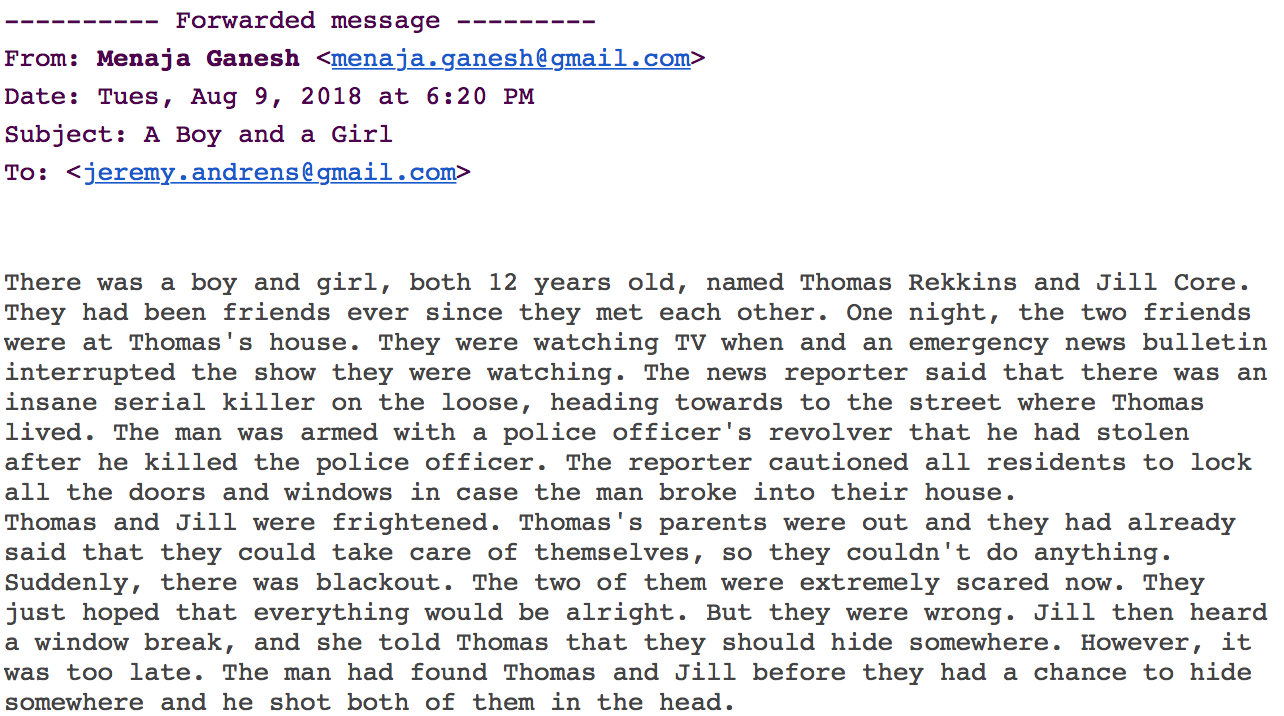 ---------- Forwarded message ---------
From: Menaja Ganesh <menaja.ganesh@gmail.com>
Date: Tues, Aug 9, 2018 at 6:20 PM
Subject: A Boy and a Girl
To: <jeremy.andrens@gmail.com>
There was a boy and girl, both 12 years old, named Thomas Rekkins and Jill Core.
They had been friends ever since they met each other. One night, the two friends
were at Thomas's house. They were watching TV when and an emergency news bulletin
interrupted the show they were watching. The news reporter said that there was an
insane serial killer on the loose, heading towards to the street where Thomas
lived. The man was armed with a police officer's revolver that he had stolen
after he killed the police officer. The reporter cautioned all residents to lock
all the doors and windows in case the man broke into their house.
Thomas and Jill were frightened. Thomas's parents were out and they had already
said that they could take care of themselves, so they couldn't do anything.
Suddenly, there was blackout. The two of them were extremely scared now. They
just hoped that everything would be alright. But they were wrong. Jill then heard
a window break, and she told Thomas that they should hide somewhere. However, it
was too late. The man had found Thomas and Jill before they had a chance to hide
somewhere and he shot both of them in the head.